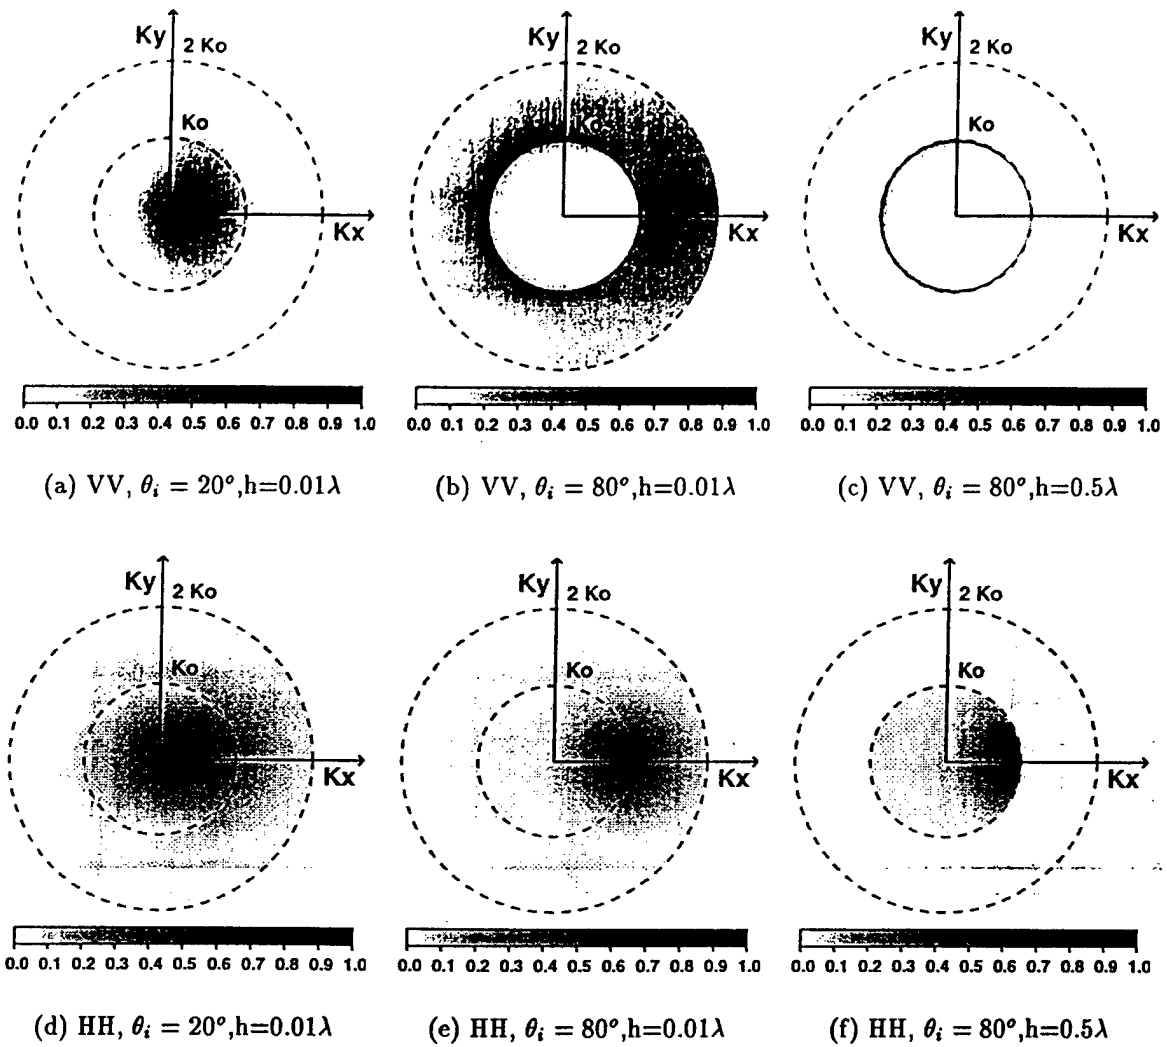 Ky
2 Ko
Ko
Kx
0.0 0.1 0.2 0.3 0.4 0.5 0.6 0.7 0.8 0.9 1.0
(a) VV, θi = 20°,h=0.01λ
Ky
2 Ko
Ko
Kx
0.0 0.1 0.2 0.3 0.4 0.5 0.6 0.7 0.8 0.9 1.0
(b) VV, θi = 80°,h=0.01λ
Ky
2 Ko
Ko
Kx
0.0 0.1 0.2 0.3 0.4 0.5 0.6 0.7 0.8 0.9 1.0
(c) VV, θi = 80°,h=0.5λ
Ky
2 Ko
Ko
Kx
0.0 0.1 0.2 0.3 0.4 0.5 0.6 0.7 0.8 0.9 1.0
(d) HH, θi = 20°,h=0.01λ
Ky
2 Ko
Ko
Kx
0.0 0.1 0.2 0.3 0.4 0.5 0.6 0.7 0.8 0.9 1.0
(e) HH, θi = 80°,h=0.01λ
Ky
2 Ko
Ko
Kx
0.0 0.1 0.2 0.3 0.4 0.5 0.6 0.7 0.8 0.9 1.0
(f) HH, θi = 80°,h=0.5λ